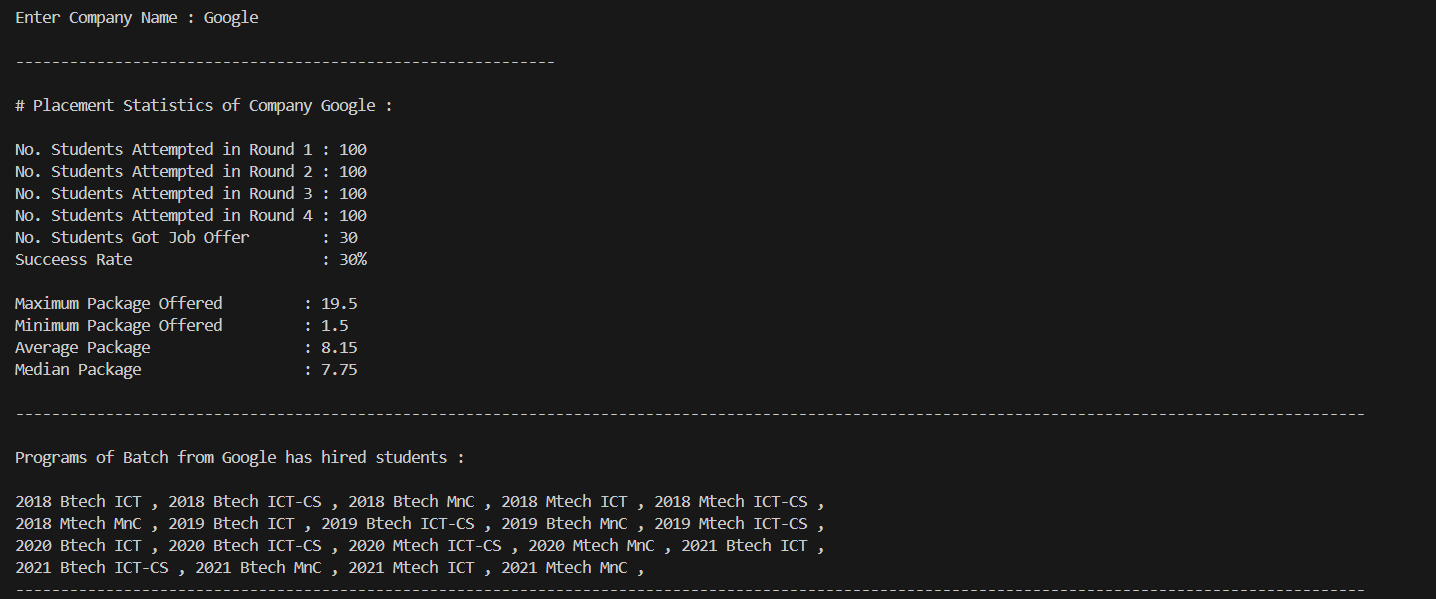 Enter Company Name : Google
------------------------------------------------------------
# Placement Statistics of Company Google :
No. Students Attempted in Round 1 : 100
No. Students Attempted in Round 2 : 100
No. Students Attempted in Round 3 : 100
No. Students Attempted in Round 4 : 100
No. Students Got Job Offer        : 30
Succeess Rate                     : 30%
Maximum Package Offered         : 19.5
Minimum Package Offered         : 1.5
Average Package                 : 8.15
Median Package                  : 7.75
------------------------------------------------------------------------------------------------------------------------------------------------------
Programs of Batch from Google has hired students :
2018 Btech ICT , 2018 Btech ICT-CS , 2018 Btech MnC , 2018 Mtech ICT , 2018 Mtech ICT-CS ,
2018 Mtech MnC , 2019 Btech ICT , 2019 Btech ICT-CS , 2019 Btech MnC , 2019 Mtech ICT-CS ,
2020 Btech ICT , 2020 Btech ICT-CS , 2020 Mtech ICT-CS , 2020 Mtech MnC , 2021 Btech ICT ,
2021 Btech ICT-CS , 2021 Btech MnC , 2021 Mtech ICT , 2021 Mtech MnC ,
------------------------------------------------------------------------------------------------------------------------------------------------------